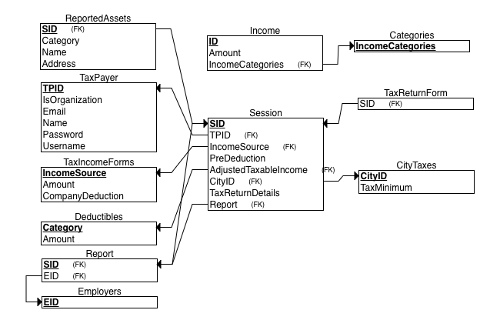 ReportedAssets
SID (FK)
Category
Name
Address
Income
ID
Amount
IncomeCategories (FK)
Categories
IncomeCategories
TaxPayer
TPID
IsOrganization
Email
Name
Password
Username
TaxReturnForm
SID (FK)
Session
SID
TPID (FK)
IncomeSource (FK)
PreDeduction
AdjustedTaxableIncome (FK)
CityID (FK)
TaxReturnDetails
Report (FK)
TaxIncomeForms
IncomeSource
Amount
CompanyDeduction
CityTaxes
CityID
TaxMinimum
Deductibles
Category
Amount
Report
SID (FK)
EID (FK)
Employers
EID